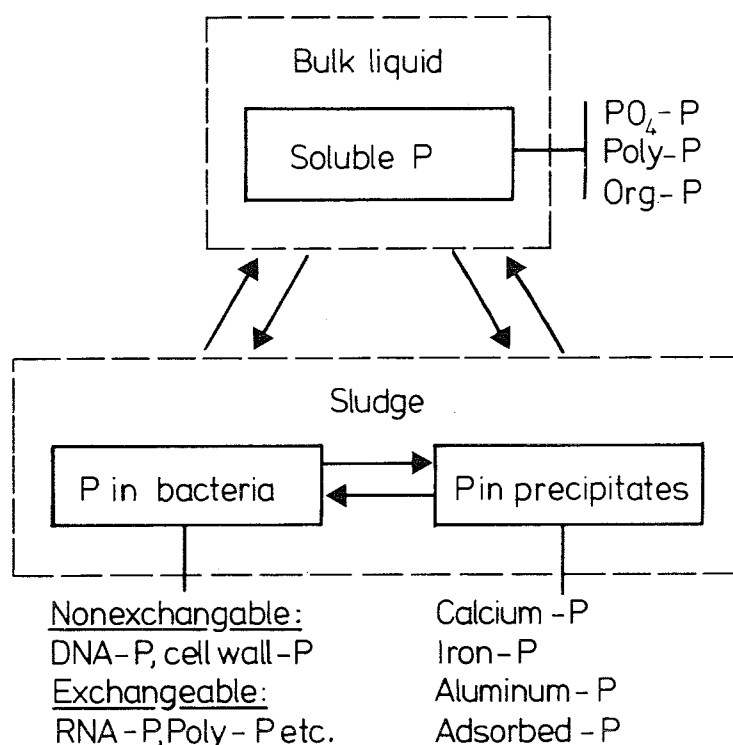 Bulk liquid
Soluble P
PO₄-P
Poly-P
Org-P
Sludge
P in bacteria
P in precipitates
Nonexchangable:
DNA-P, cell wall-P
Exchangeable:
RNA-P, Poly-P etc.
Calcium-P
Iron-P
Aluminum-P
Adsorbed-P